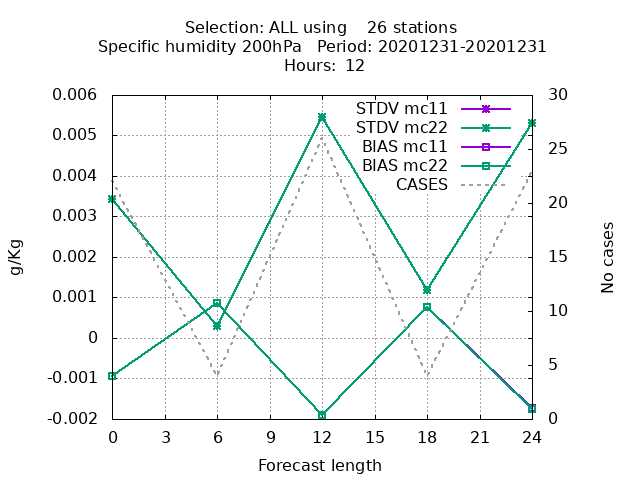 Selection: ALL using    26 stations
Specific humidity 200hPa   Period: 20201231-20201231
Hours: 12
0.006
0.005
0.004
0.003
0.002
0.001
0
-0.001
-0.002
g/Kg
STDV mc11
STDV mc22
BIAS mc11
BIAS mc22
CASES
30
25
20
15
10
5
0
No cases
0 3 6 9 12 15 18 21 24
Forecast length